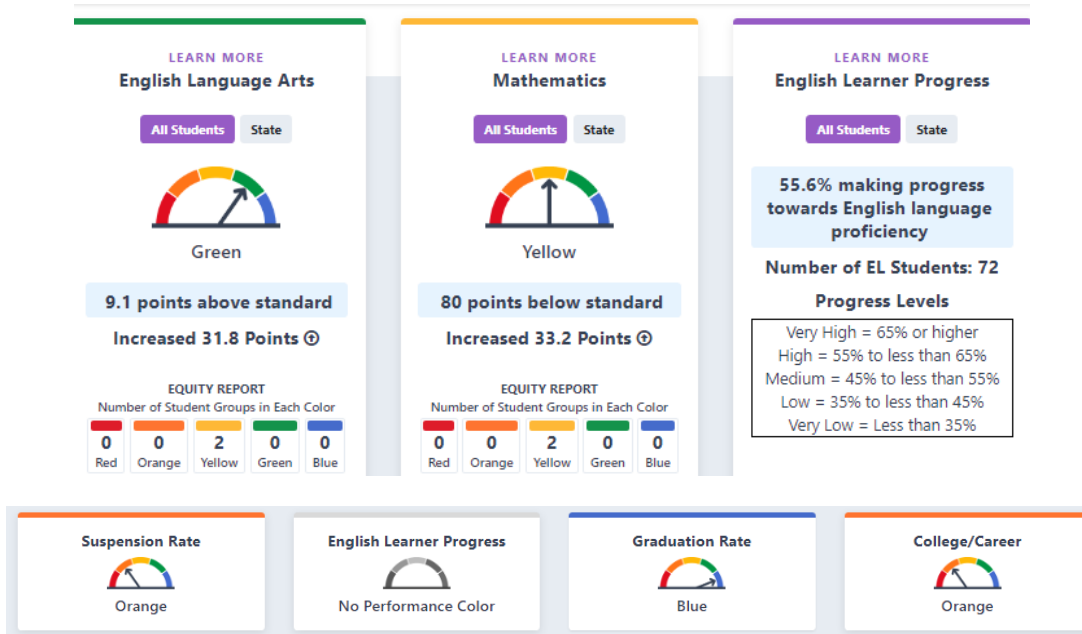 LEARN MORE
English Language Arts
All Students State
Green
9.1 points above standard
Increased 31.8 Points
EQUITY REPORT
Number of Student Groups in Each Color
0 0 2 0 0
Red Orange Yellow Green Blue
LEARN MORE
Mathematics
All Students State
Yellow
80 points below standard
Increased 33.2 Points
EQUITY REPORT
Number of Student Groups in Each Color
0 0 2 0 0
Red Orange Yellow Green Blue
LEARN MORE
English Learner Progress
All Students State
55.6% making progress
towards English language
proficiency
Number of EL Students: 72
Progress Levels
Very High = 65% or higher
High = 55% to less than 65%
Medium = 45% to less than 55%
Low = 35% to less than 45%
Very Low = Less than 35%
Suspension Rate
Orange
English Learner Progress
No Performance Color
Graduation Rate
Blue
College/Career
Orange